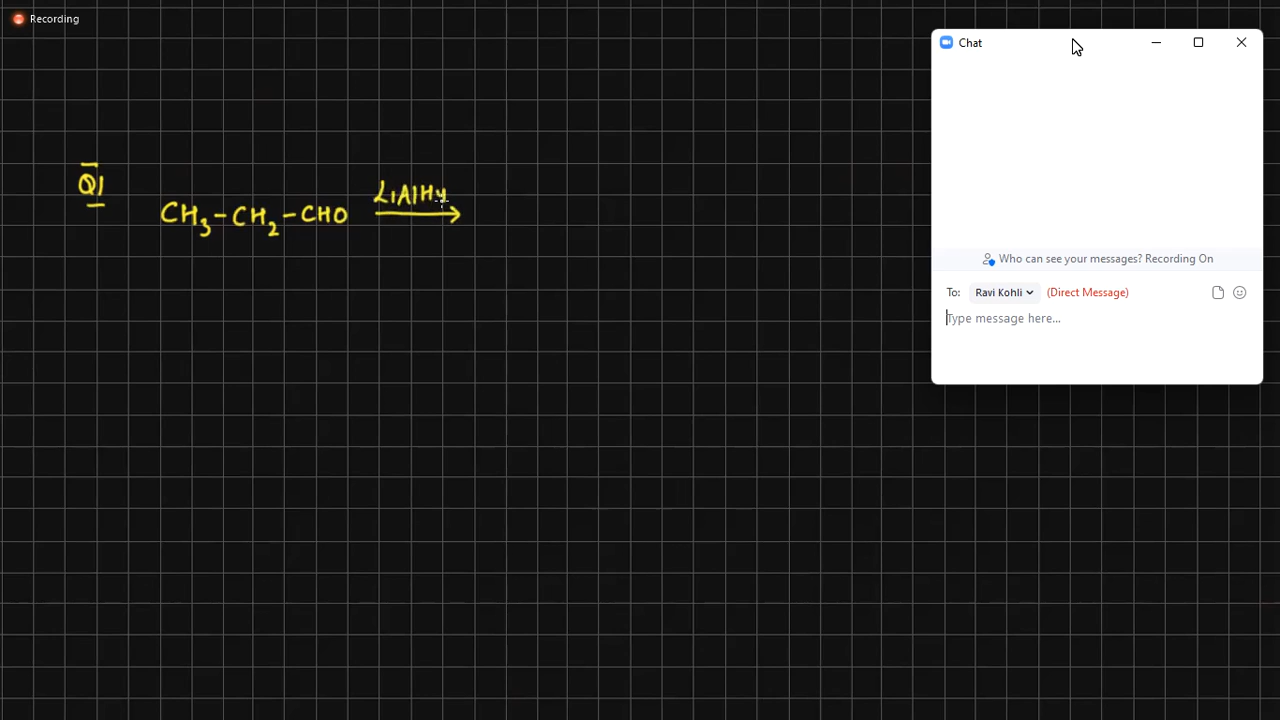 Recording
Chat
Q1
LiAlH4
CH3-CH2-CHO
Who can see your messages? Recording On
To: Ravi Kohli (Direct Message)
Type message here...